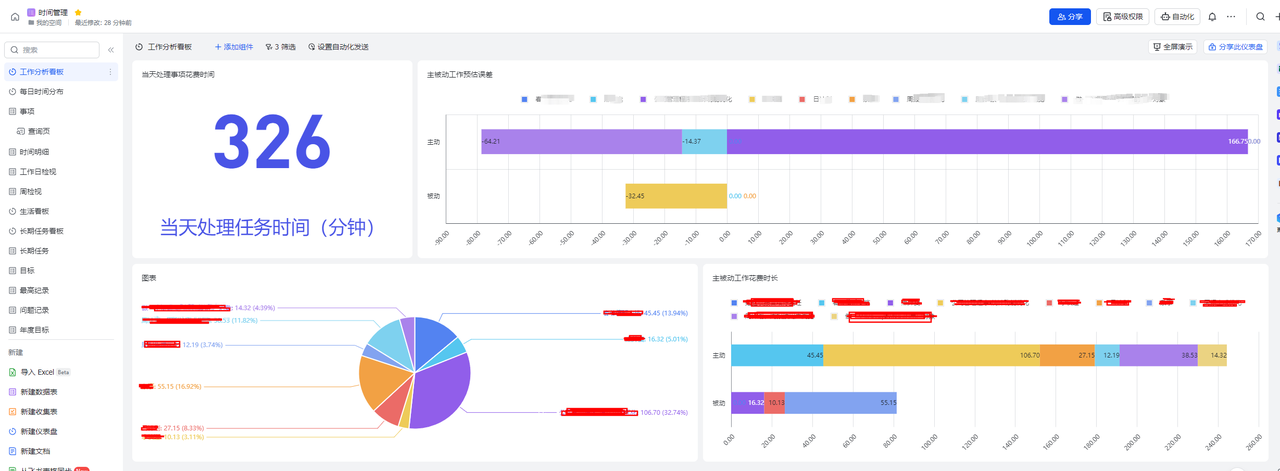 时间管理
我的空间 | 最近修改: 28 分钟前
分享
高级权限
自动化
搜索
工作分析看板
每日时间分布
事项
查询页
时间明细
工作日检视
周检视
生活看板
长期任务看板
长期任务
目标
最高纪录
问题记录
年度目标
新建
导入 Excel Beta
新建数据表
新建收集表
新建仪表盘
新建文档
工作分析看板
+ 添加组件
3 筛选
设置自动化发送
全屏演示
分享此仪表盘
当天处理事项花费时间
326
当天处理任务时间（分钟）
主被动工作预估误差
主动
-64.21
-14.37
166.75
0.00
被动
-32.45
0.00
0.00
-90.00
-80.00
-70.00
-60.00
-50.00
-40.00
-30.00
-20.00
-10.00
0.00
10.00
20.00
30.00
40.00
50.00
60.00
70.00
80.00
90.00
100.00
110.00
120.00
130.00
140.00
150.00
160.00
170.00
图表
14.32 (4.39%)
(11.82%)
12.19 (3.74%)
55.15 (16.92%)
27.15 (8.33%)
(3.11%)
45.45 (13.94%)
16.32 (5.01%)
106.70 (32.74%)
主被动工作花费时长
主动
45.45
106.70
27.15
12.19
38.53
14.32
被动
16.32
10.13
55.15
0.00
20.00
40.00
60.00
80.00
100.00
120.00
140.00
160.00
180.00
200.00
220.00
240.00
260.00